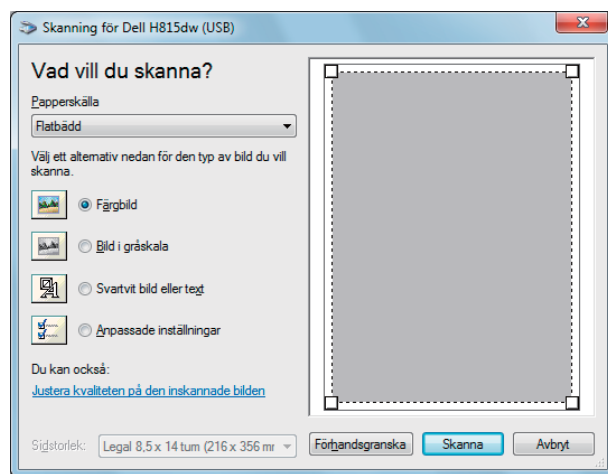 Skanning för Dell H815dw (USB)
Vad vill du skanna?
Papperskälla
Flatbädd
Välj ett alternativ nedan för den typ av bild du vill
skanna.
Färgbild
Bild i gråskala
Svartvit bild eller text
Anpassade inställningar
Du kan också:
Justera kvaliteten på den inskannade bilden
Sidstorlek:
Legal 8,5 x 14 tum (216 x 356 mr
Förhandsgranska
Skanna
Avbryt